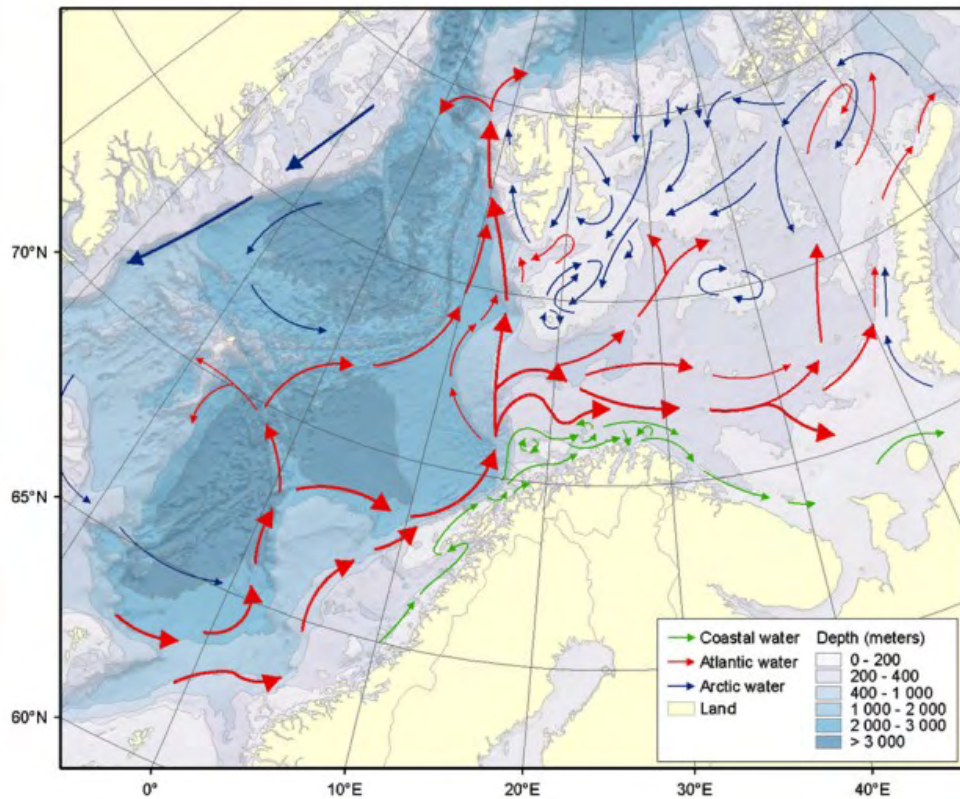 70°N
65°N
60°N
0°
10°E
20°E
30°E
40°E
Coastal water
Atlantic water
Arctic water
Land
Depth (meters)
0 - 200
200 - 400
400 - 1 000
1 000 - 2 000
2 000 - 3 000
> 3 000